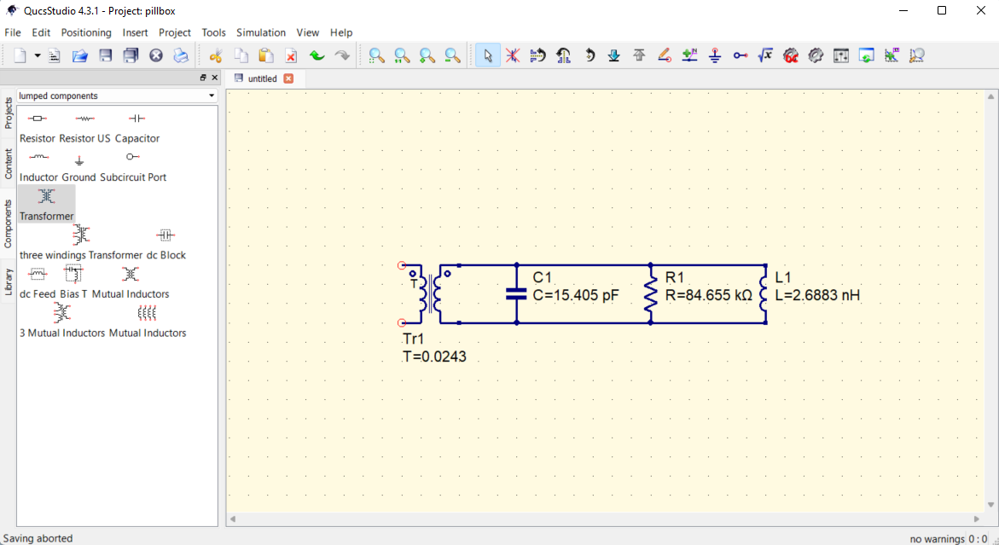 QucsStudio 4.3.1 - Project: pillbox
File Edit Positioning Insert Project Tools Simulation View Help
untitled
lumped components
Projects
Content
Components
Library
Resistor Resistor US Capacitor
Inductor Ground Subcircuit Port
Transformer
three windings Transformer dc Block
dc Feed Bias T Mutual Inductors
3 Mutual Inductors Mutual Inductors
T
Tr1
T=0.0243
C1
C=15.405 pF
R1
R=84.655 kΩ
L1
L=2.6883 nH
Saving aborted
no warnings 0 : 0